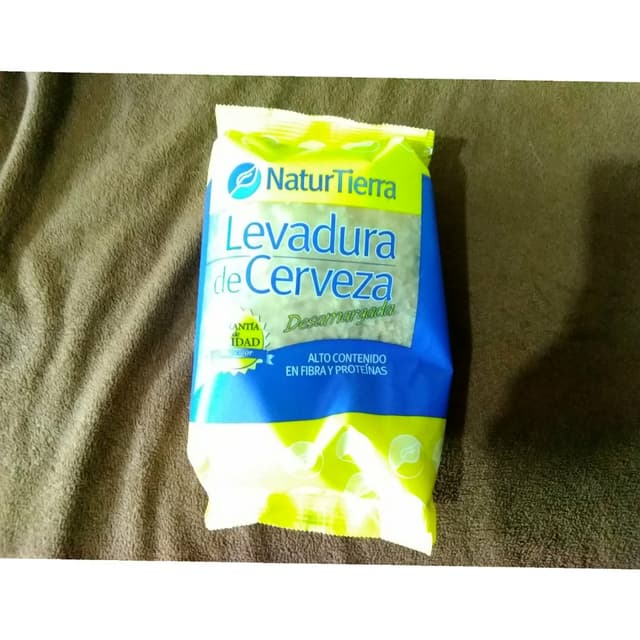 NaturTierra
Levadura
de Cerveza
Desamargada
ALTO CONTENIDO
EN FIBRA Y PROTEÍNAS